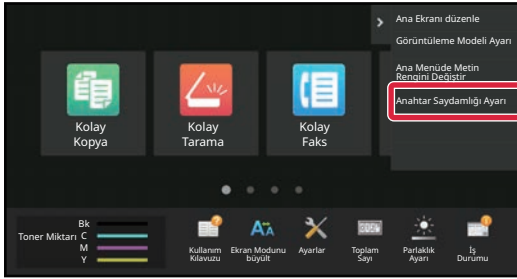 Ana Ekranı düzenle
Görüntüleme Modeli Ayarı
Ana Menüde Metin
Rengini Değiştir
Anahtar Saydamlığı Ayarı
Kolay
Kopya
Kolay
Tarama
Kolay
Faks
Toner Miktarı
Bk
C
M
Y
Kullanım
Kılavuzu
Ekran Modunu
büyült
Ayarlar
Toplam
Sayı
Parlaklık
Ayarı
İş
Durumu